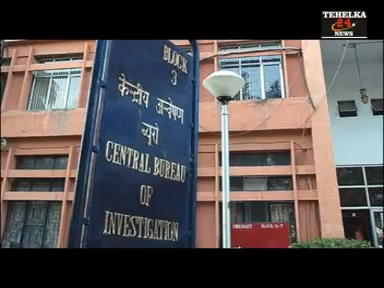 TEHELKA
24
NEWS
BLOCK
3
केन्द्रीय अन्वेषण
ब्यूरो
CENTRAL BUREAU
OF
INVESTIGATION